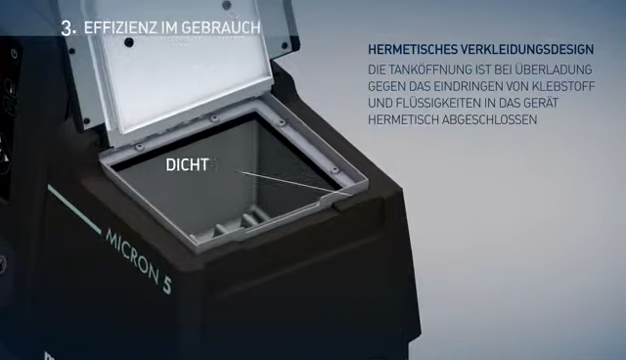 3. EFFIZIENZ IM GEBRAUCH
HERMETISCHES VERKLEIDUNGSDESIGN
DIE TANKÖFFNUNG IST BEI ÜBERLADUNG
GEGEN DAS EINDRINGEN VON KLEBSTOFF
UND FLÜSSIGKEITEN IN DAS GERÄT
HERMETISCH ABGESCHLOSSEN
DICHT
MICRON 5